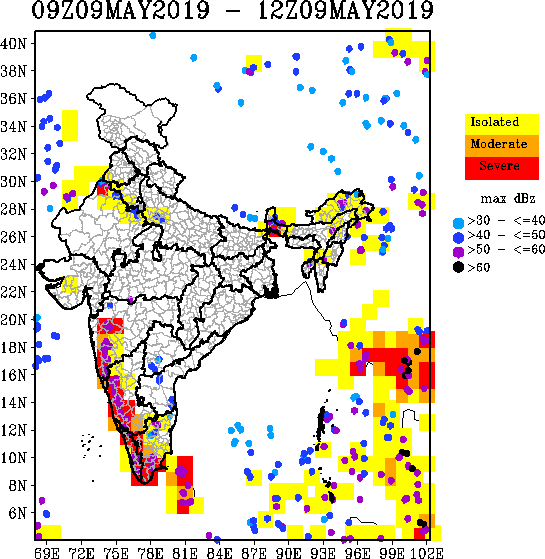 09Z09MAY2019 – 12Z09MAY2019
40N
38N
36N
34N
32N
30N
28N
26N
24N
22N
20N
18N
16N
14N
12N
10N
8N
6N
69E 72E 75E 78E 81E 84E 87E 90E 93E 96E 99E 102E
Isolated
Moderate
Severe
max dBz
>30 - <=40
>40 - <=50
>50 - <=60
>60